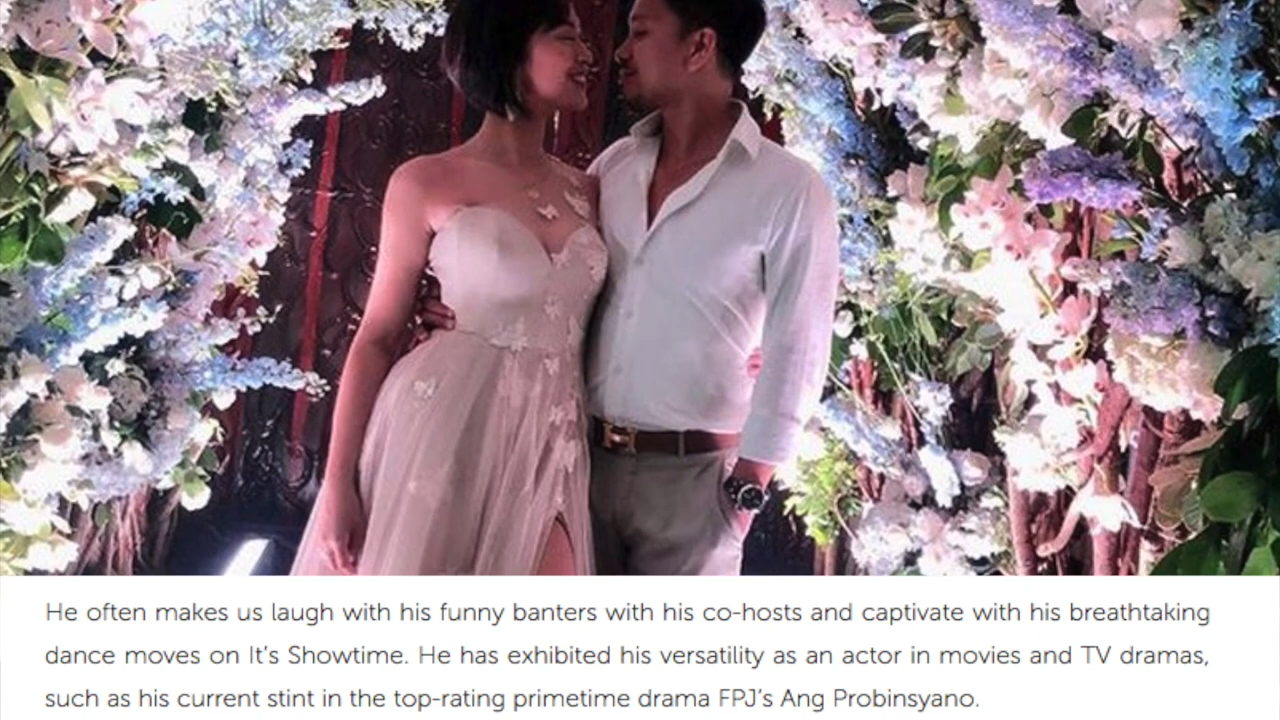 He often makes us laugh with his funny banters with his co-hosts and captivate with his breathtaking
dance moves on It's Showtime. He has exhibited his versatility as an actor in movies and TV dramas,
such as his current stint in the top-rating primetime drama FPJ's Ang Probinsyano.